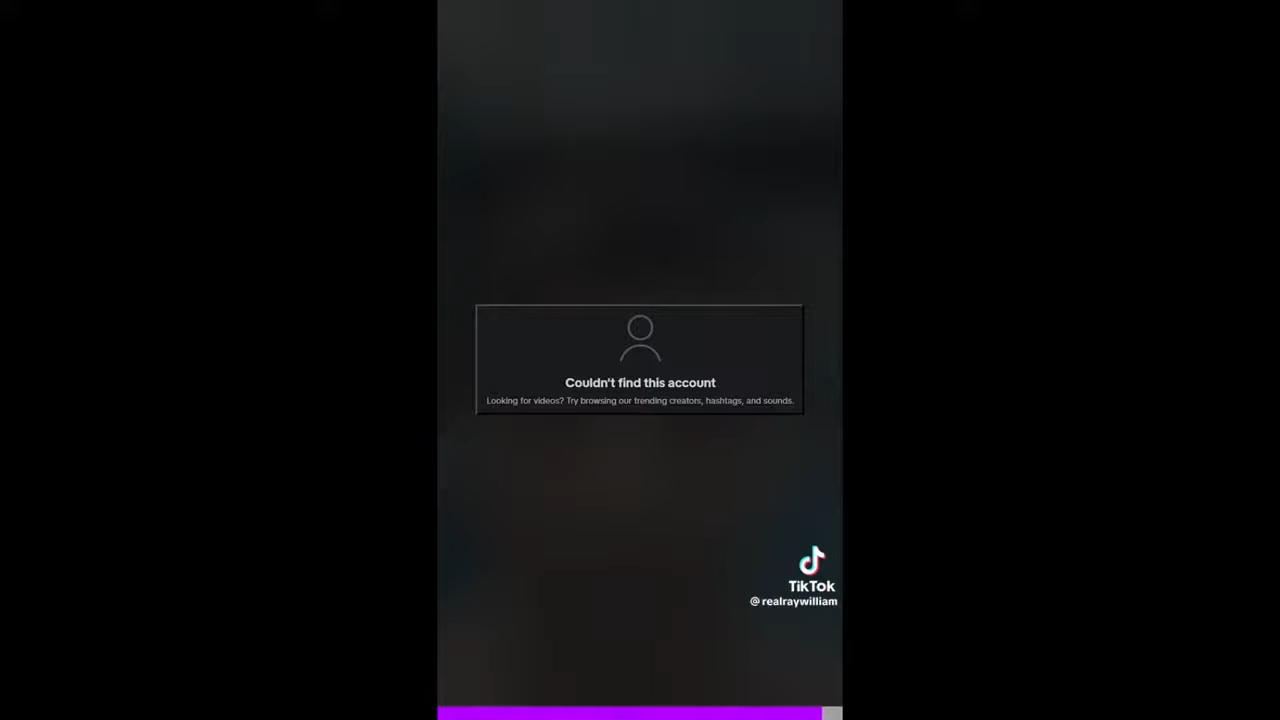 Couldn't find this account
Looking for videos? Try browsing our trending creators, hashtags, and sounds.
TikTok
@realraywilliam